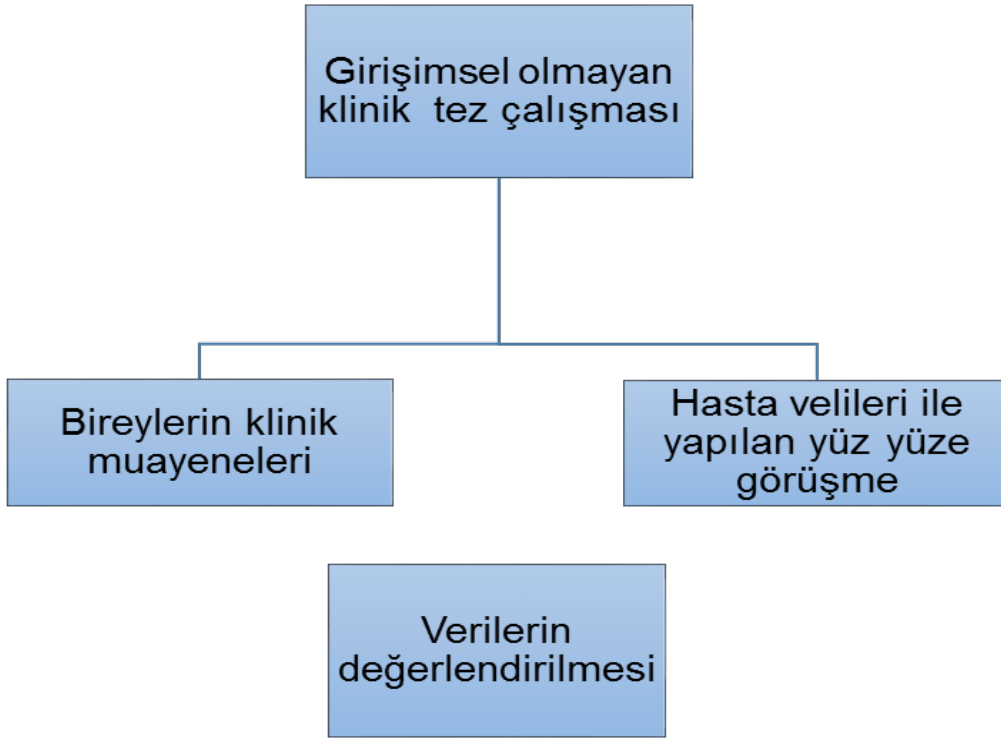 Girişimsel olmayan
klinik tez çalışması
Bireylerin klinik
muayeneleri
Hasta velileri ile
yapılan yüz yüze
görüşme
Verilerin
değerlendirilmesi